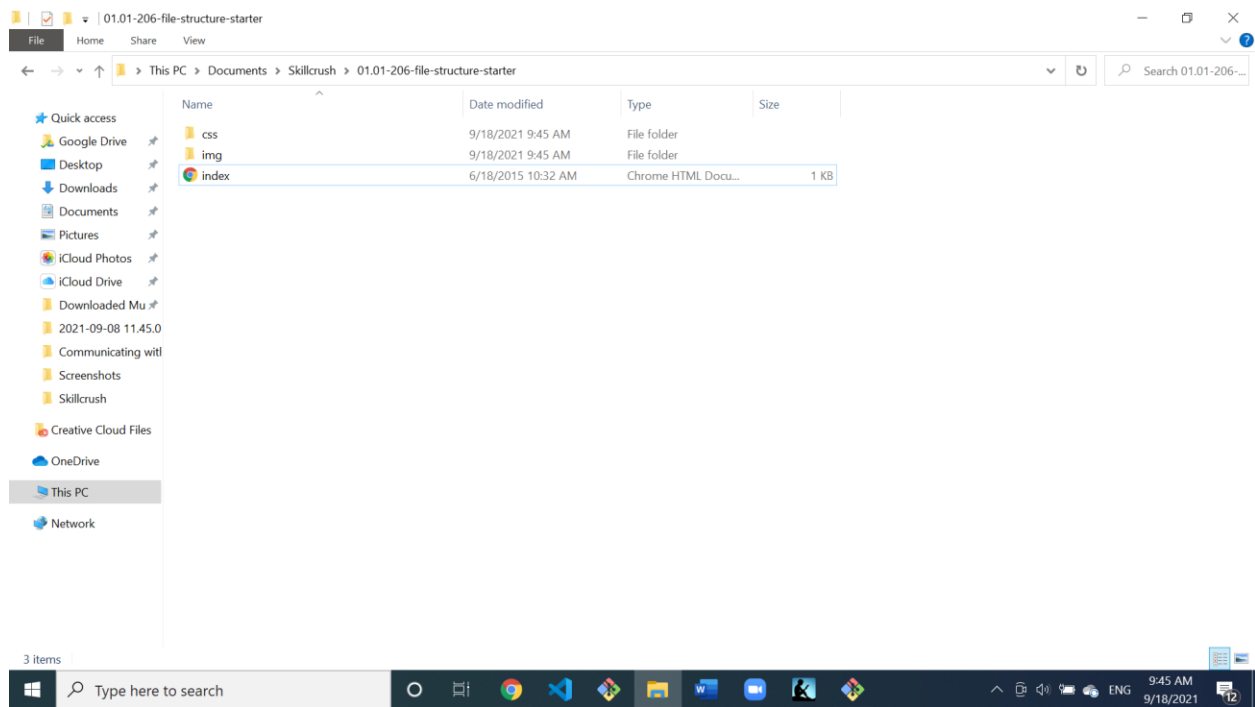 01.01-206-file-structure-starter
File Home Share View
This PC > Documents > Skillcrush > 01.01-206-file-structure-starter
Search 01.01-206-...
Name Date modified Type Size
css 9/18/2021 9:45 AM File folder
img 9/18/2021 9:45 AM File folder
index 6/18/2015 10:32 AM Chrome HTML Docu... 1 KB
Quick access
Google Drive
Desktop
Downloads
Documents
Pictures
iCloud Photos
iCloud Drive
Downloaded Mu
2021-09-08 11.45.0
Communicating witl
Screenshots
Skillcrush
Creative Cloud Files
OneDrive
This PC
Network
3 items
Type here to search
W
ENG
9:45 AM
9/18/2021
12